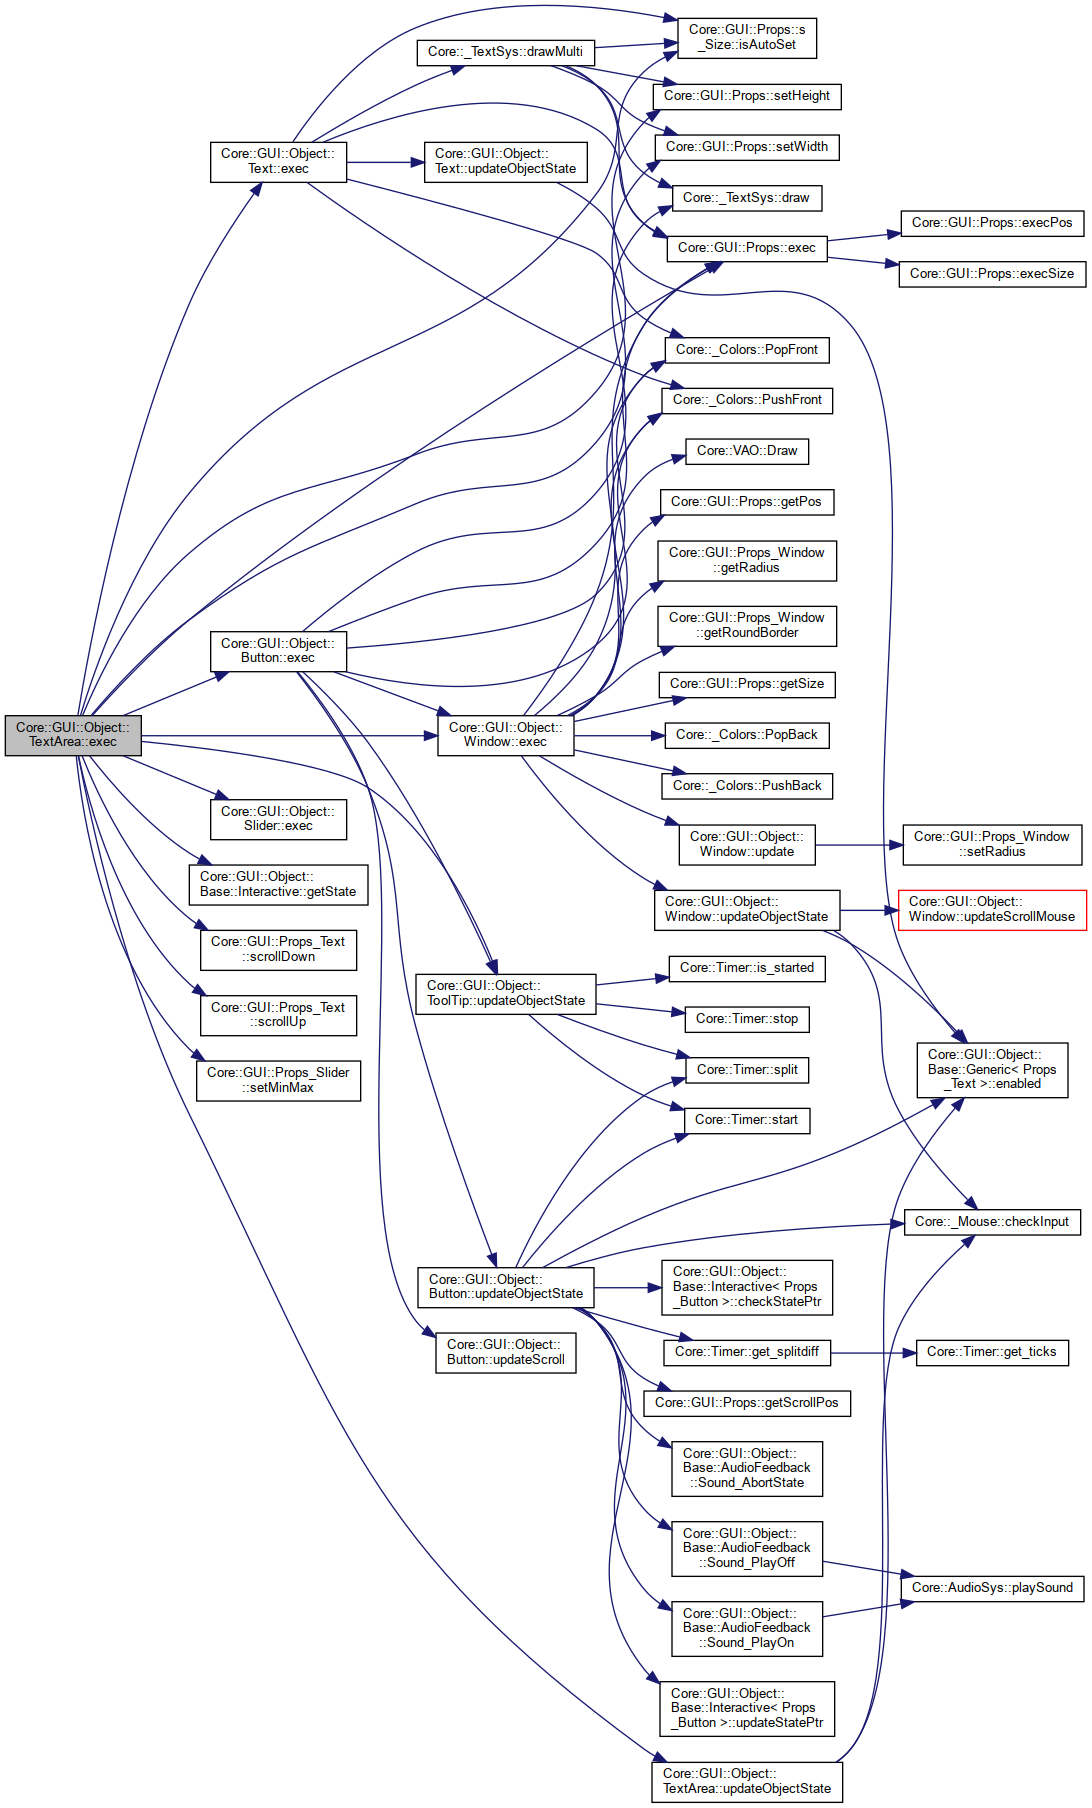 Core::GUI::Object::
TextArea::exec
Core::GUI::Object::
Text::exec
Core::GUI::Object::
Button::exec
Core::GUI::Object::
Slider::exec
Core::GUI::Object::
Base::Interactive::getState
Core::GUI::Props_Text
::scrollDown
Core::GUI::Props_Text
::scrollUp
Core::GUI::Props_Slider
::setMinMax
Core::_TextSys::drawMulti
Core::GUI::Object::
Text::updateObjectState
Core::GUI::Object::
Window::exec
Core::GUI::Object::
ToolTip::updateObjectState
Core::GUI::Object::
Button::updateObjectState
Core::GUI::Object::
Button::updateScroll
Core::GUI::Props::s
_Size::isAutoSet
Core::GUI::Props::setHeight
Core::GUI::Props::setWidth
Core::_TextSys::draw
Core::GUI::Props::exec
Core::_Colors::PopFront
Core::_Colors::PushFront
Core::VAO::Draw
Core::GUI::Props::getPos
Core::GUI::Props_Window
::getRadius
Core::GUI::Props_Window
::getRoundBorder
Core::GUI::Props::getSize
Core::_Colors::PopBack
Core::_Colors::PushBack
Core::GUI::Object::
Window::update
Core::GUI::Object::
Window::updateObjectState
Core::Timer::is_started
Core::Timer::stop
Core::Timer::split
Core::Timer::start
Core::GUI::Object::
Base::Interactive< Props
_Button >::checkStatePtr
Core::Timer::get_splitdiff
Core::GUI::Props::getScrollPos
Core::GUI::Object::
Base::AudioFeedback
::Sound_AbortState
Core::GUI::Object::
Base::AudioFeedback
::Sound_PlayOff
Core::GUI::Object::
Base::AudioFeedback
::Sound_PlayOn
Core::GUI::Object::
Base::Interactive< Props
_Button >::updateStatePtr
Core::GUI::Object::
TextArea::updateObjectState
Core::GUI::Props::execPos
Core::GUI::Props::execSize
Core::GUI::Props_Window
::setRadius
Core::GUI::Object::
Window::updateScrollMouse
Core::GUI::Object::
Base::Generic< Props
_Text >::enabled
Core::_Mouse::checkInput
Core::Timer::get_ticks
Core::AudioSys::playSound